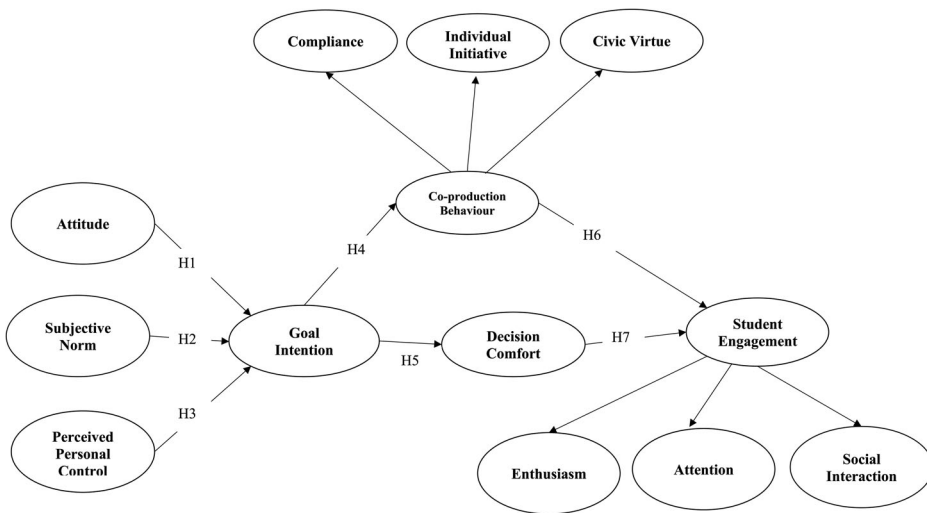 Compliance
Individual
Initiative
Civic Virtue
Co-production
Behaviour
Attitude
H1
H4
H6
Subjective
Norm
H2
Goal
Intention
H5
Decision
Comfort
H7
Student
Engagement
H3
Perceived
Personal
Control
Enthusiasm
Attention
Social
Interaction